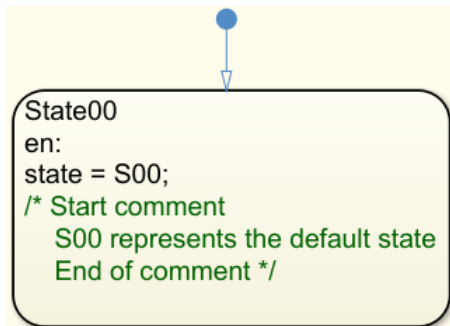 State00
en:
state = S00;
/* Start comment
S00 represents the default state
End of comment */